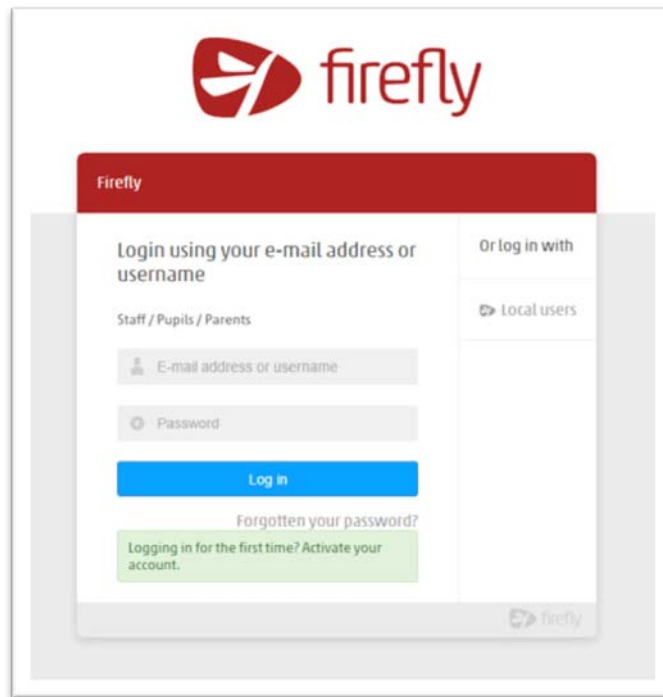 firefly
Firefly
Login using your e-mail address or
username
Staff / Pupils / Parents
E-mail address or username
Password
Log in
Forgotten your password?
Logging in for the first time? Activate your
account.
Or log in with
Local users
firefly